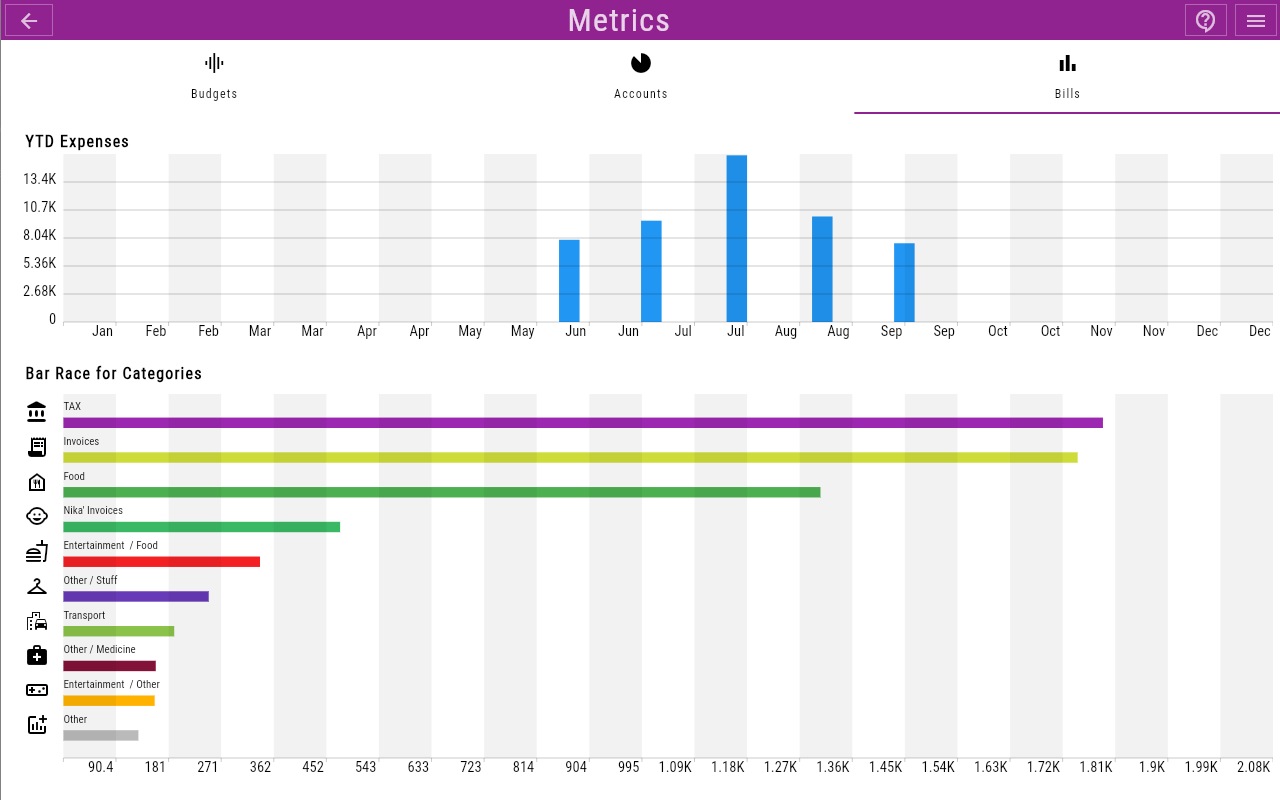 Metrics
Budgets Accounts Bills
YTD Expenses
13.4K
10.7K
8.04K
5.36K
2.68K
0
Jan Feb Feb Mar Mar Apr Apr May May Jun Jun Jul Jul Aug Aug Sep Sep Oct Oct Nov Nov Dec Dec
Bar Race for Categories
TAX
Invoices
Food
Nika' Invoices
Entertainment / Food
Other / Stuff
Transport
Other / Medicine
Entertainment / Other
Other
90.4 181 271 362 452 543 633 723 814 904 995 1.09K 1.18K 1.27K 1.36K 1.45K 1.54K 1.63K 1.72K 1.81K 1.9K 1.99K 2.08K